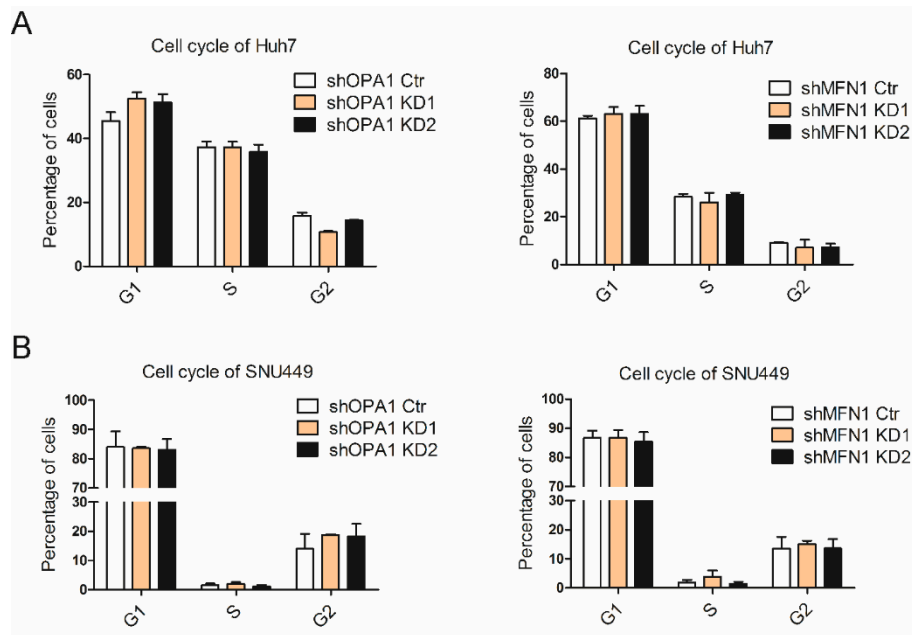 A
Cell cycle of Huh7
Percentage of cells
60
40
20
0
G1
S
G2
shOPA1 Ctr
shOPA1 KD1
shOPA1 KD2
Cell cycle of Huh7
Percentage of cells
80
60
40
20
0
G1
S
G2
shMFN1 Ctr
shMFN1 KD1
shMFN1 KD2
B
Cell cycle of SNU449
Percentage of cells
100
90
80
30
20
10
0
G1
S
G2
shOPA1 Ctr
shOPA1 KD1
shOPA1 KD2
Cell cycle of SNU449
Percentage of cells
100
90
80
30
20
10
0
G1
S
G2
shMFN1 Ctr
shMFN1 KD1
shMFN1 KD2